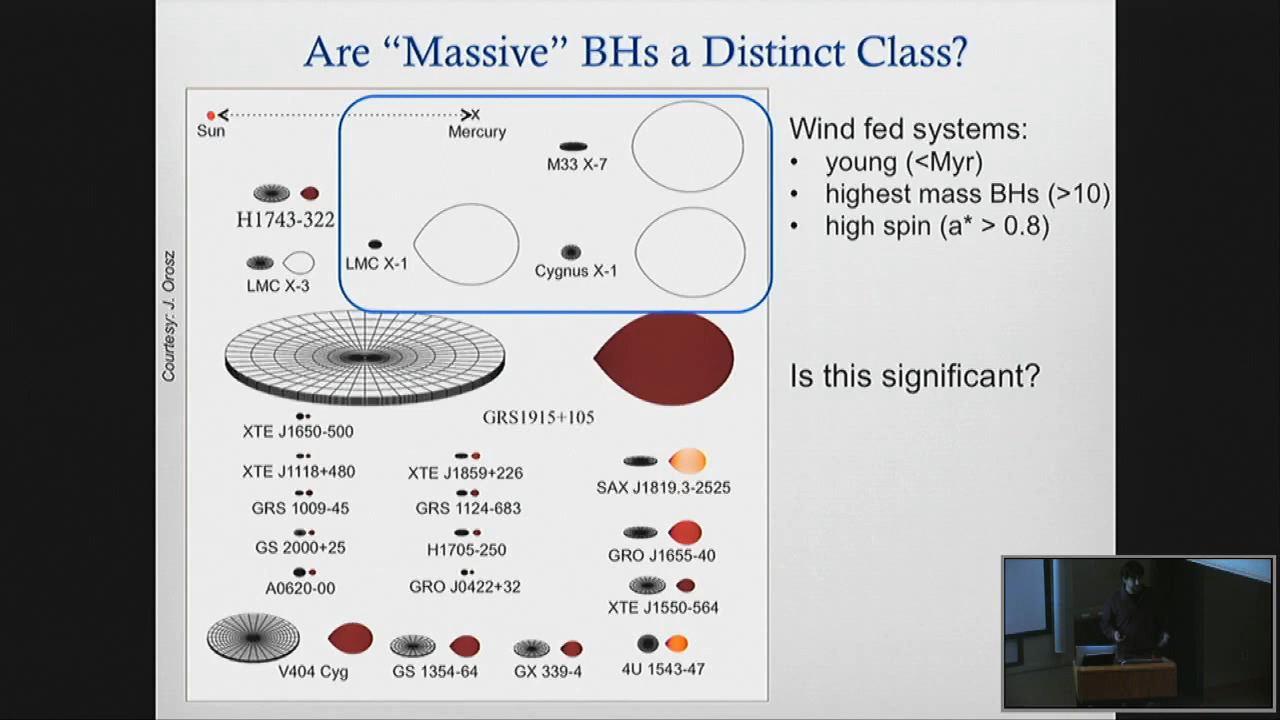 Are “Massive” BHs a Distinct Class?
Sun
X
Mercury
M33 X-7
H1743-322
LMC X-1
Cygnus X-1
LMC X-3
Courtesy: J. Orosz
GRS1915+105
XTE J1650-500
XTE J1118+480
XTE J1859+226
SAX J1819.3-2525
GRS 1009-45
GRS 1124-683
GS 2000+25
H1705-250
GRO J1655-40
A0620-00
GRO J0422+32
XTE J1550-564
V404 Cyg
GS 1354-64
GX 339-4
4U 1543-47
Wind fed systems:
• young (<Myr)
• highest mass BHs (>10)
• high spin (a* > 0.8)
Is this significant?